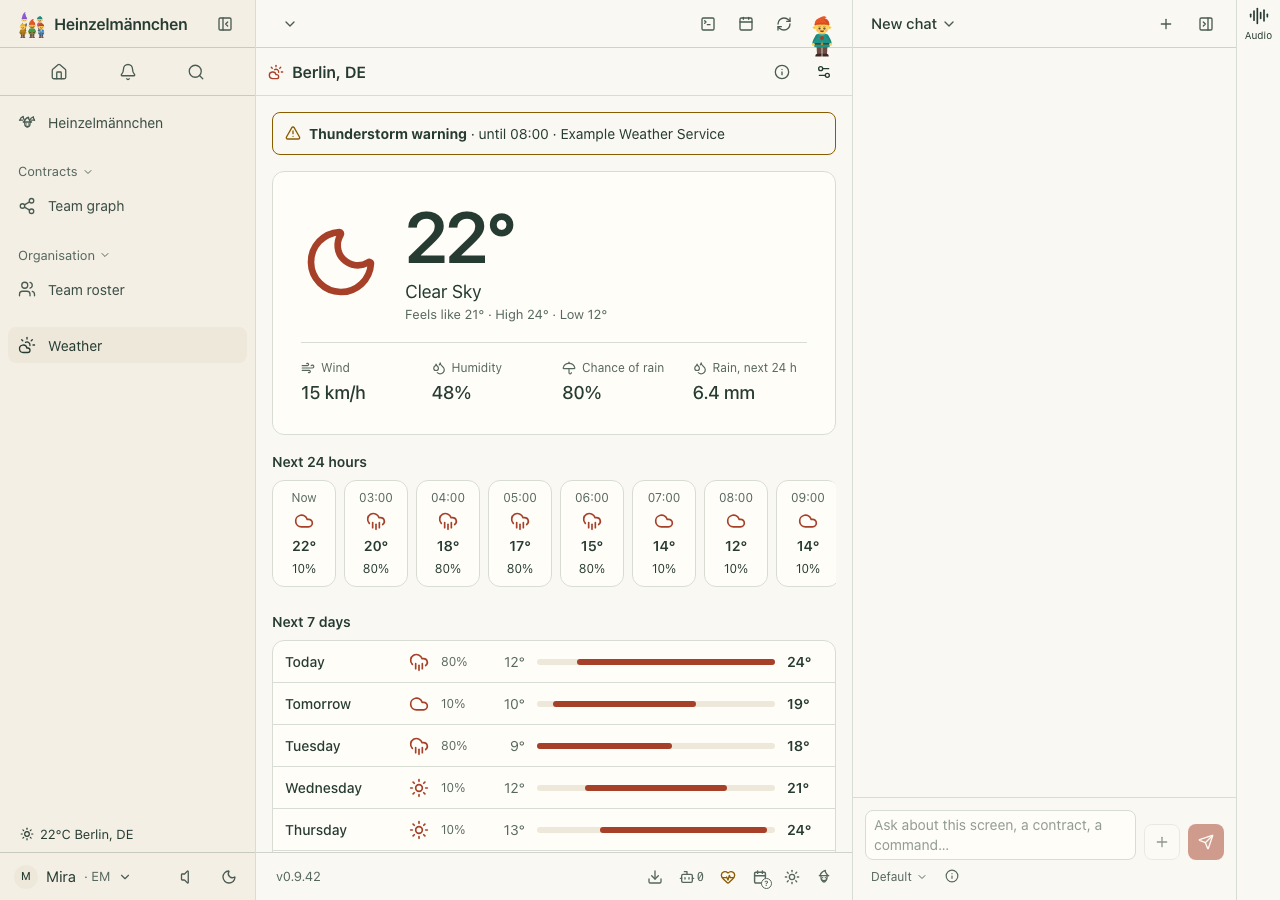 Heinzelmännchen
New chat
Audio
Berlin, DE
Heinzelmännchen
Contracts
Team graph
Organisation
Team roster
Weather
Thunderstorm warning · until 08:00 · Example Weather Service
22°
Clear Sky
Feels like 21° · High 24° · Low 12°
Wind Humidity Chance of rain Rain, next 24 h
15 km/h 48% 80% 6.4 mm
Next 24 hours
Now 03:00 04:00 05:00 06:00 07:00 08:00 09:00
22° 20° 18° 17° 15° 14° 12° 14°
10% 80% 80% 80% 80% 10% 10% 10%
Next 7 days
Today 80% 12° 24°
Tomorrow 10% 10° 19°
Tuesday 80% 9° 18°
Wednesday 10% 12° 21°
Thursday 10% 13° 24°
Ask about this screen, a contract, a
command…
Default
22°C Berlin, DE
M Mira · EM
v0.9.42
0
?